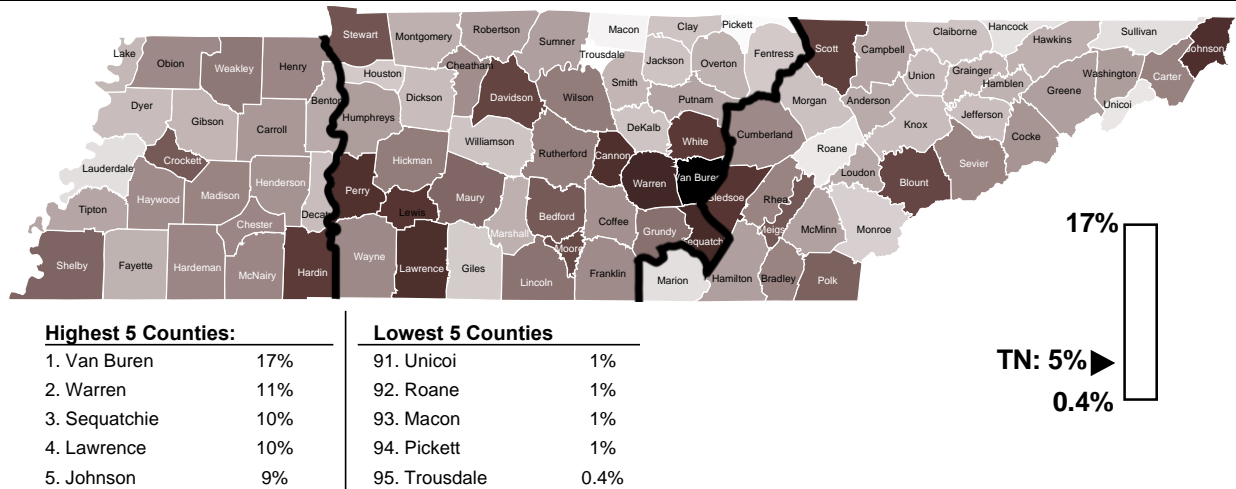 Stewart Montgomery Robertson Sumner Macon Clay Pickett Scott Campbell Claiborne Hancock Hawkins Sullivan Johnson
Lake Obion Weakley Henry Houston Cheatham Trousdale Jackson Overton Fentress Union Grainger Hamblen Washington Carter
Dyer Gibson Carroll Benton Humphreys Dickson Davidson Wilson Smith Putnam Morgan Anderson Knox Jefferson Greene Unicoi
Lauderdale Crockett Henderson Hickman Williamson Rutherford Cannon DeKalb White Cumberland Roane Loudon Blount Sevier Cocke
Tipton Haywood Madison Chester Decatur Perry Lewis Maury Bedford Coffee Warren Van Buren Bledsoe Rhea Meigs McMinn Monroe
Shelby Fayette Hardeman McNairy Hardin Wayne Lawrence Giles Marshall Lincoln Moore Franklin Grundy Sequatchie Marion Hamilton Bradley Polk
17%
TN: 5%
0.4%
Highest 5 Counties:
1. Van Buren 17%
2. Warren 11%
3. Sequatchie 10%
4. Lawrence 10%
5. Johnson 9%
Lowest 5 Counties
91. Unicoi 1%
92. Roane 1%
93. Macon 1%
94. Pickett 1%
95. Trousdale 0.4%